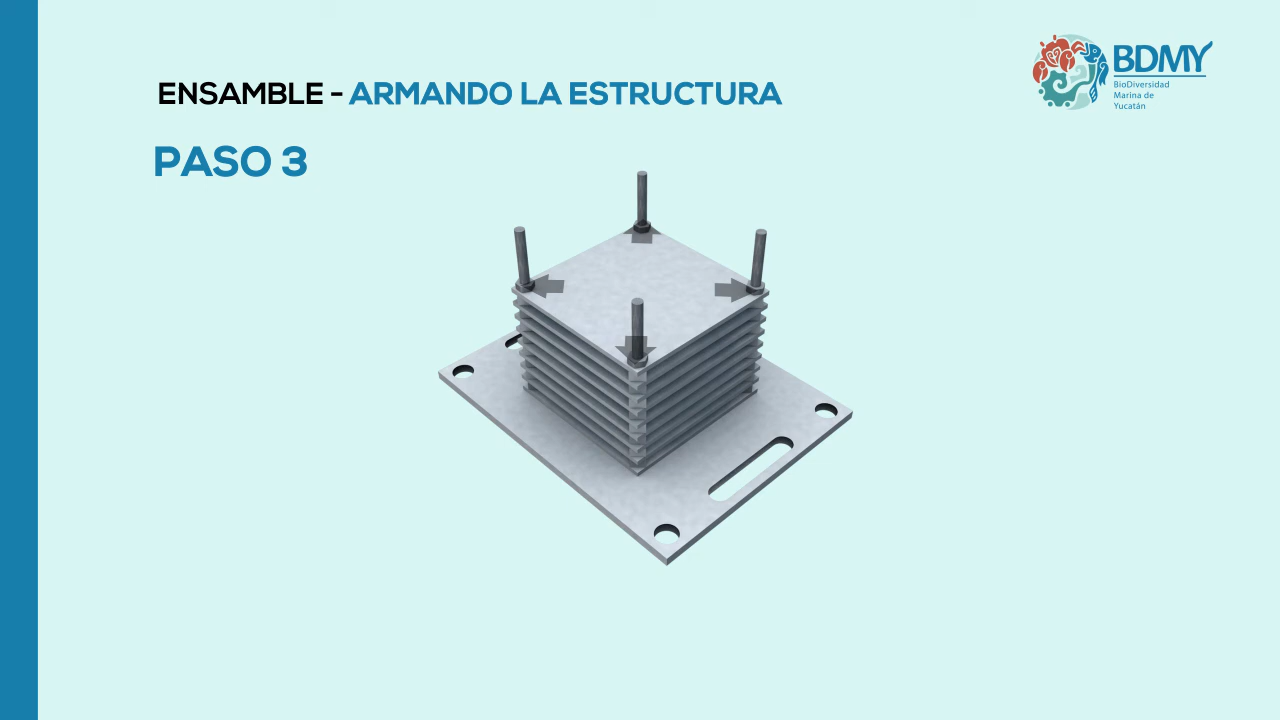 ENSAMBLE - ARMANDO LA ESTRUCTURA
PASO 3
BDMY
BioDiversidad
Marina de
Yucatán